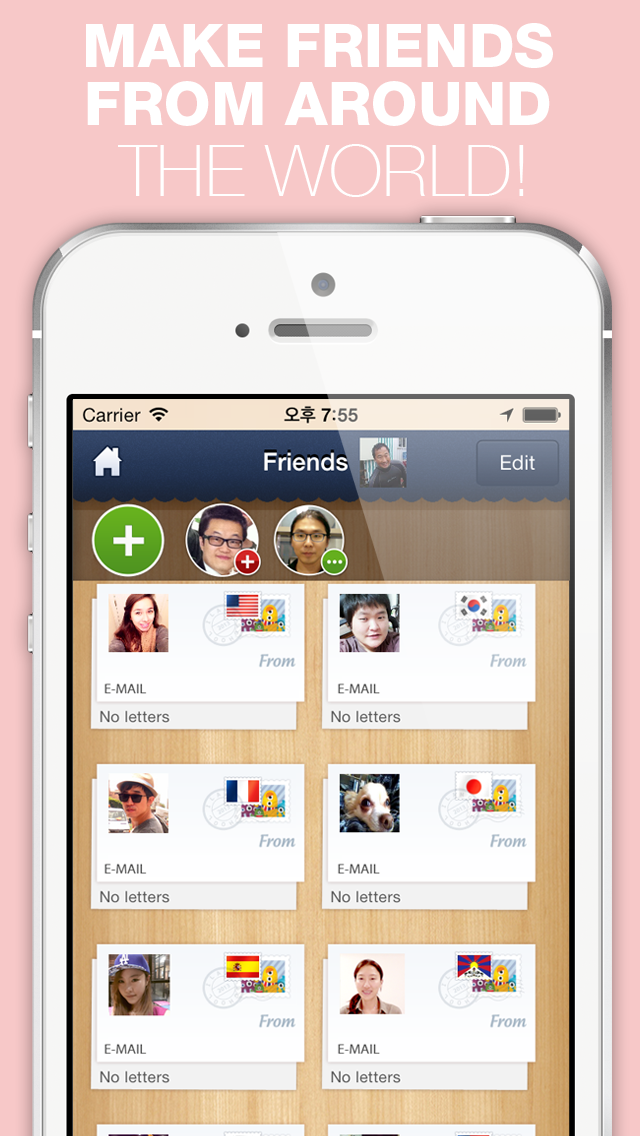 MAKE FRIENDS
FROM AROUND
THE WORLD!
Carrier 오후 7:55
Friends Edit
From From
E-MAIL E-MAIL
No letters No letters
From From
E-MAIL E-MAIL
No letters No letters
From From
E-MAIL E-MAIL
No letters No letters